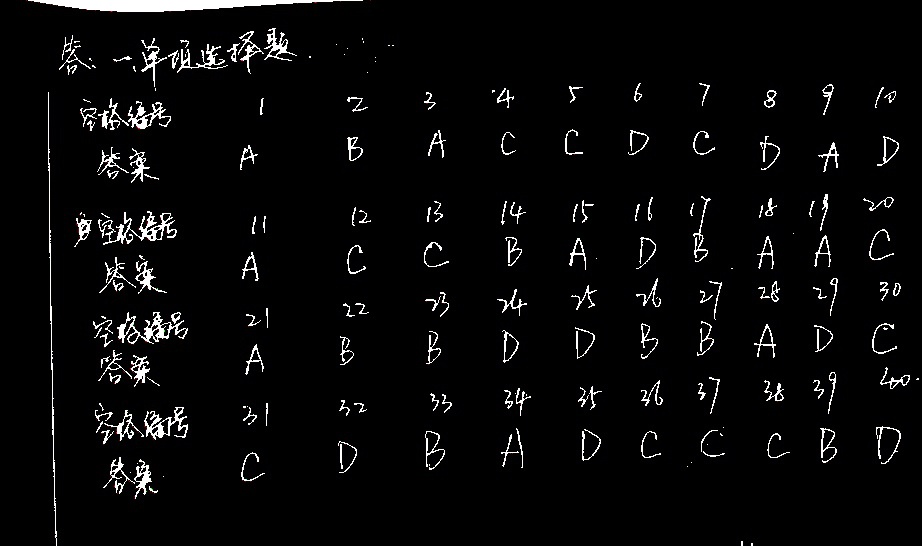 答:一、单项选择题.
空格编号 1 2 3 4 5 6 7 8 9 10
答案 A B A C C D C D A D
空格编号 11 12 13 14 15 16 17 18 19 20
答案 A C C B A D B A A C
空格编号 21 22 23 24 25 26 27 28 29 30
答案 A B B D D B B A D C
空格编号 31 32 33 34 35 36 37 38 39 40.
答案 C D B A D C C C B D